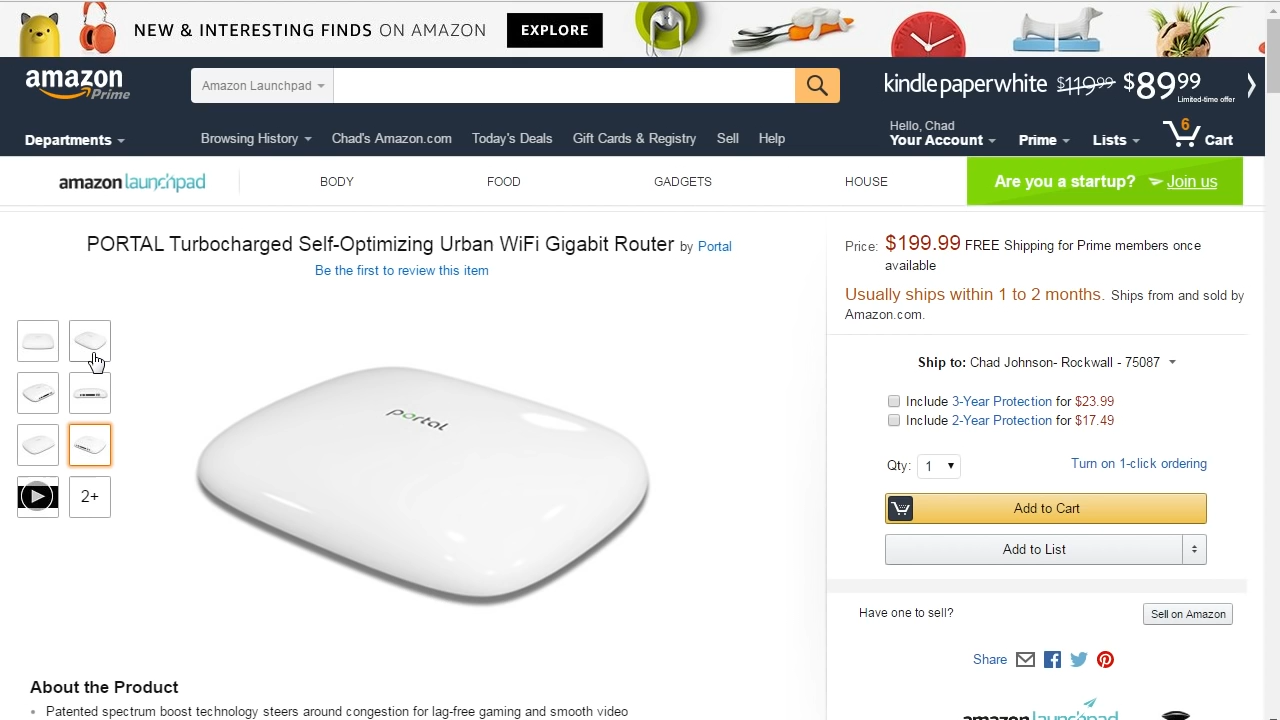 NEW & INTERESTING FINDS ON AMAZON
EXPLORE
amazon Prime
Amazon Launchpad
kindle paperwhite $119.99 $89.99
Limited-time offer
Departments
Browsing History
Chad's Amazon.com
Today's Deals
Gift Cards & Registry
Sell
Help
Hello, Chad
Your Account
Prime
Lists
6
Cart
amazon launchpad
BODY
FOOD
GADGETS
HOUSE
Are you a startup? Join us
PORTAL Turbocharged Self-Optimizing Urban WiFi Gigabit Router by Portal
Be the first to review this item
2+
portal
About the Product
• Patented spectrum boost technology steers around congestion for lag-free gaming and smooth video
Price: $199.99 FREE Shipping for Prime members once
available
Usually ships within 1 to 2 months. Ships from and sold by
Amazon.com.
Ship to: Chad Johnson- Rockwall - 75087
Include 3-Year Protection for $23.99
Include 2-Year Protection for $17.49
Qty: 1
Turn on 1-click ordering
Add to Cart
Add to List
Have one to sell?
Sell on Amazon
Share
amazon launchpad